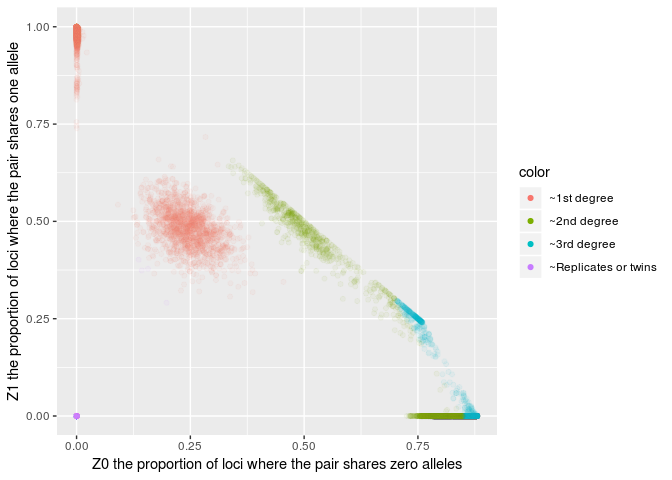 Z1 the proportion of loci where the pair shares one allele
1.00
0.75
0.50
0.25
0.00
0.00
0.25
0.50
0.75
Z0 the proportion of loci where the pair shares zero alleles
color
~1st degree
~2nd degree
~3rd degree
~Replicates or twins